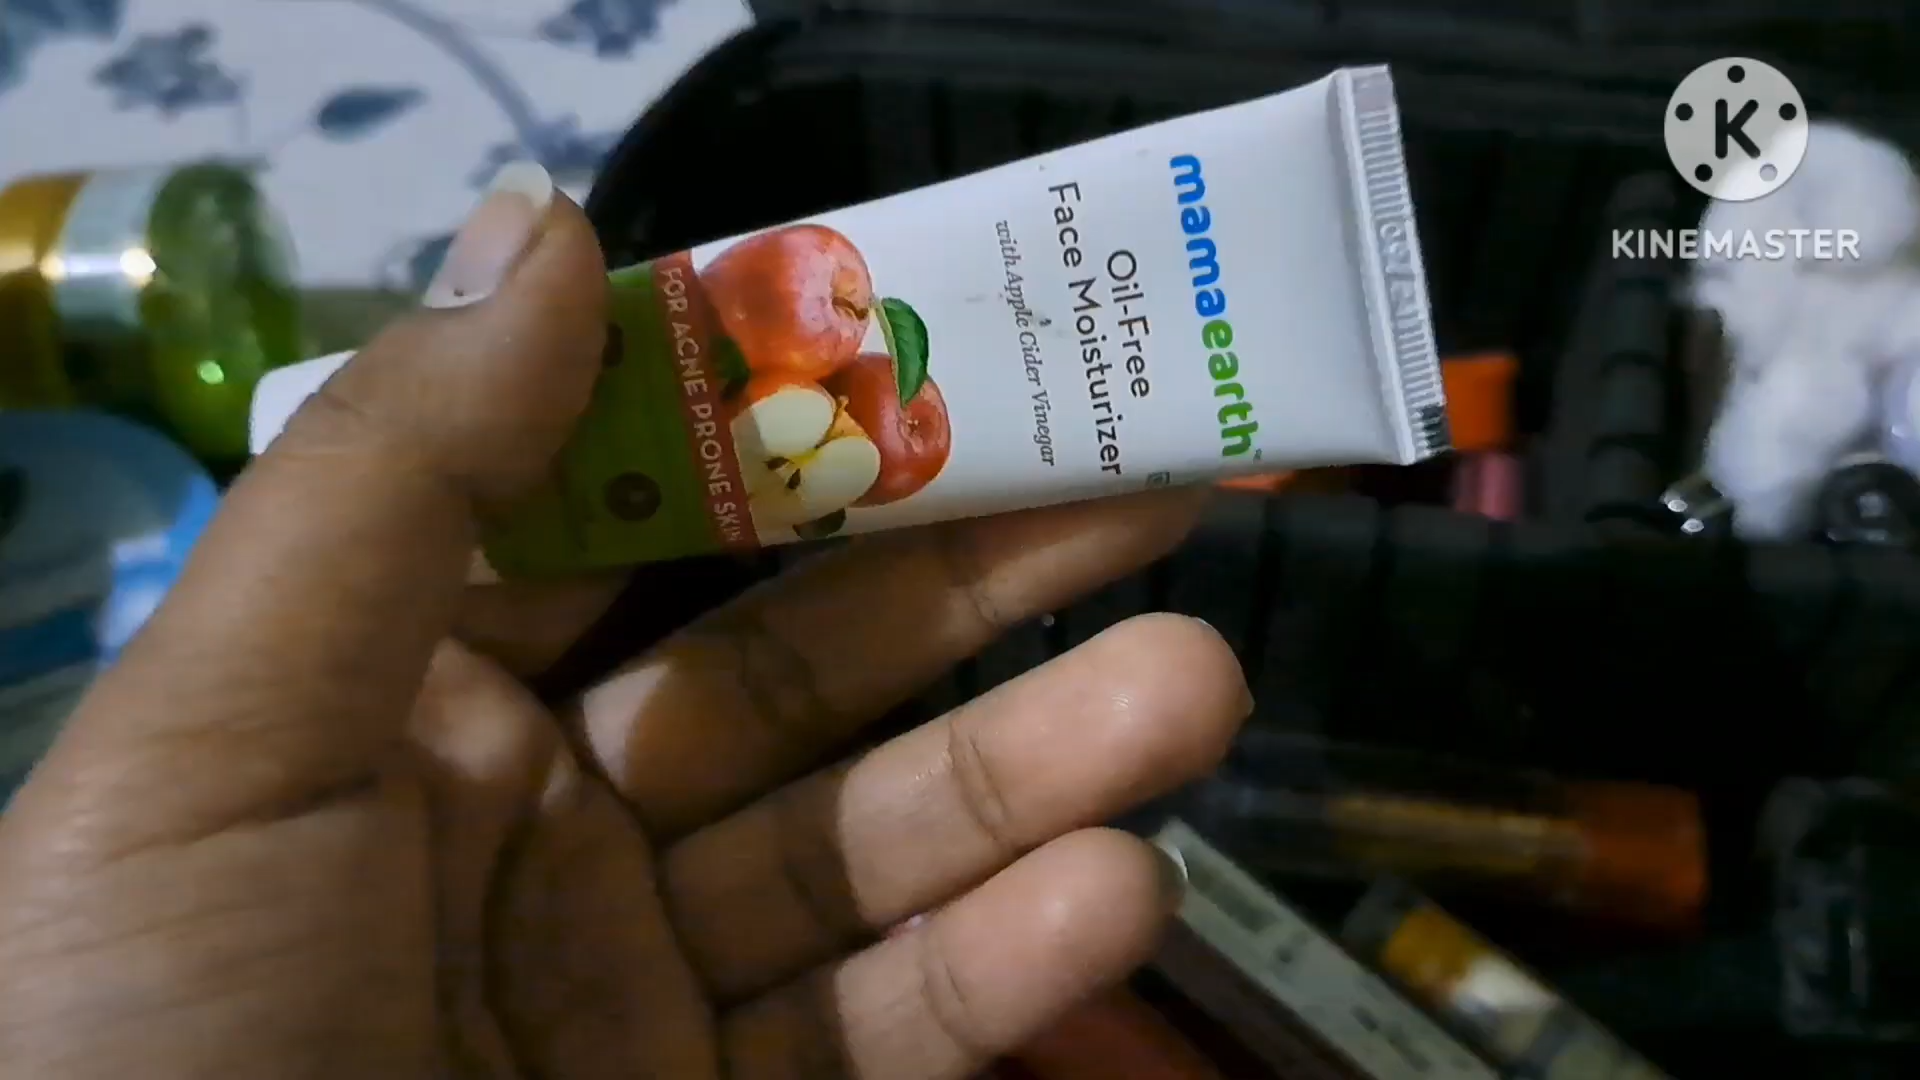 mamaearth
Oil-Free
Face Moisturizer
with Apple Cider Vinegar
FOR ACNE PRONE SKIN
K
KINEMASTER